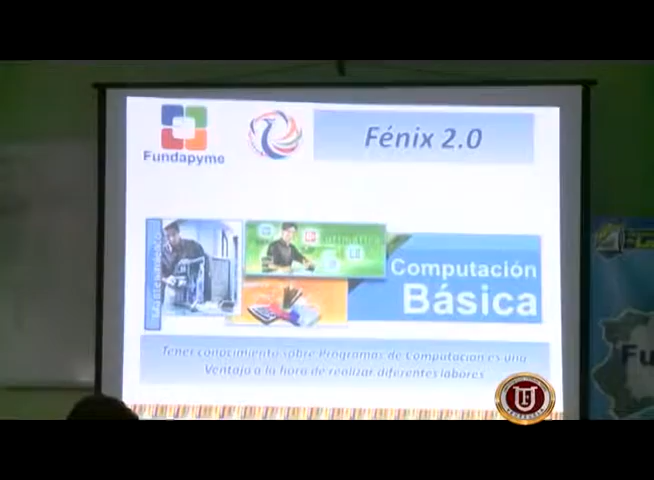 Fénix 2.0
Fundapyme
Computación
Básica
Tener conocimiento sobre Programas de Computación es una
Ventaja a la hora de realizar diferentes labores
Fu